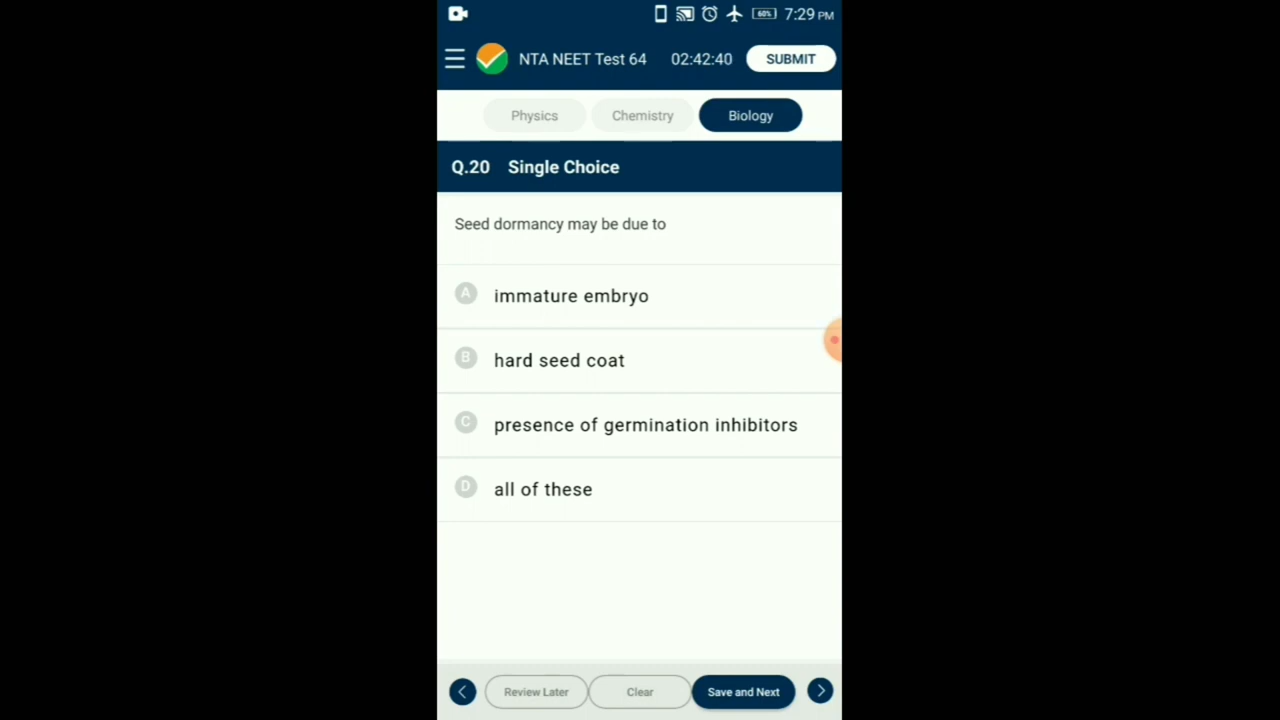 60% 7:29 PM
NTA NEET Test 64 02:42:40 SUBMIT
Physics Chemistry Biology
Q.20 Single Choice
Seed dormancy may be due to
A immature embryo
B hard seed coat
C presence of germination inhibitors
D all of these
Review Later Clear Save and Next